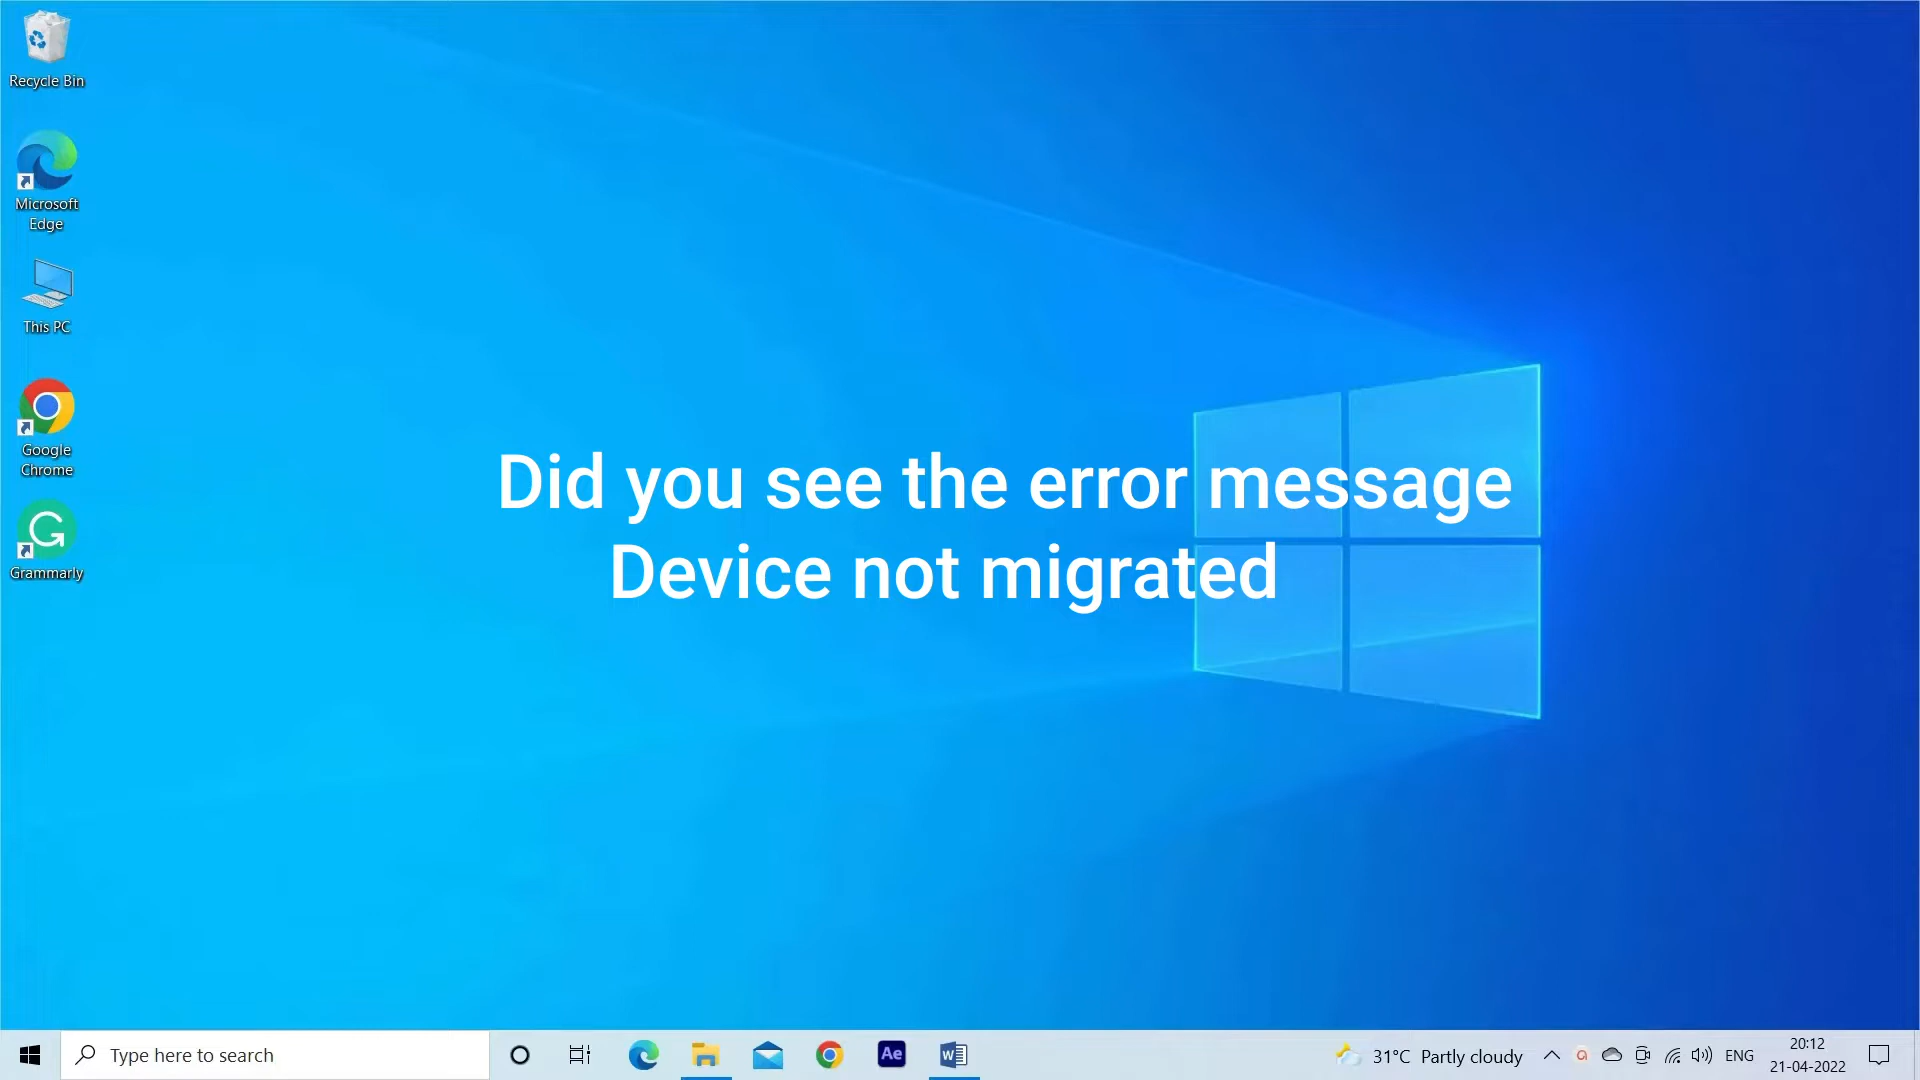 Recycle Bin
Microsoft
Edge
This PC
Google
Chrome
Grammarly
Did you see the error message
Device not migrated
Type here to search
Ae
W
31°C Partly cloudy
ENG
20:12
21-04-2022